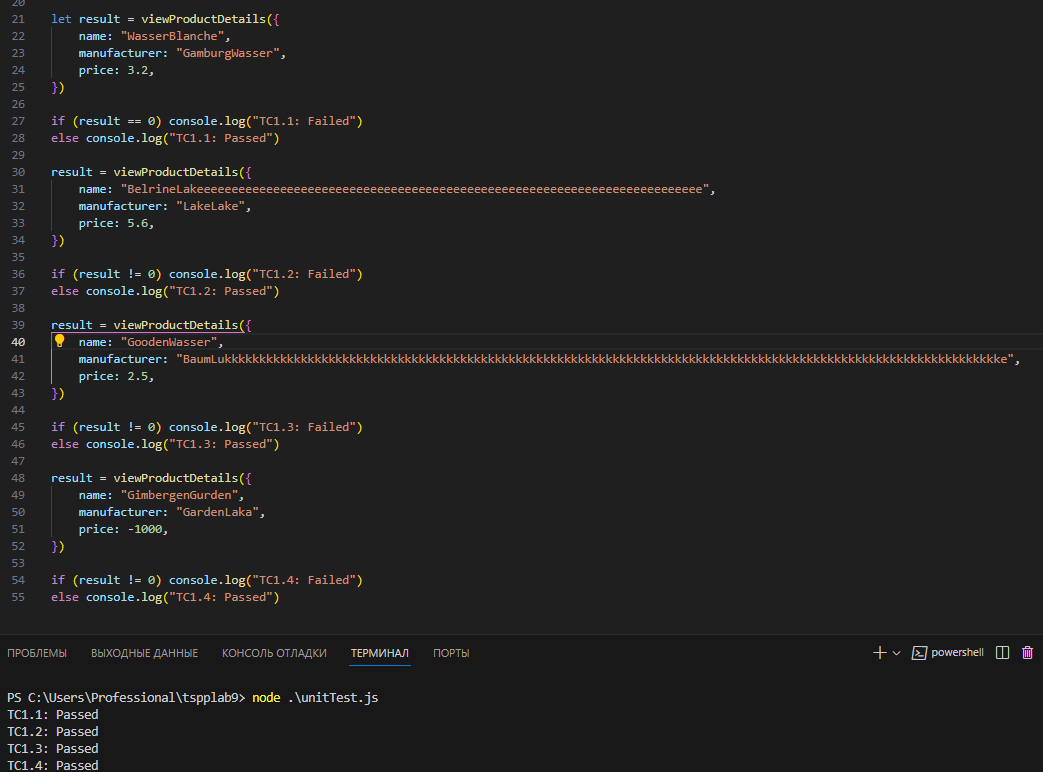 20
21 let result = viewProductDetails({
22 name: "WasserBlanche",
23 manufacturer: "GamburgWasser",
24 price: 3.2,
25 })
26
27 if (result == 0) console.log("TC1.1: Failed")
28 else console.log("TC1.1: Passed")
29
30 result = viewProductDetails({
31 name: "BelrineLakeeeeeeeeeeeeeeeeeeeeeeeeeeeeeeeeeeeeeeeeeeeeeeeeeeeeeeeeeeeeeeeeeeeeeeeeee",
32 manufacturer: "LakeLake",
33 price: 5.6,
34 })
35
36 if (result != 0) console.log("TC1.2: Failed")
37 else console.log("TC1.2: Passed")
38
39 result = viewProductDetails({
40 name: "GoodenWasser",
41 manufacturer: "BaumLukkkkkkkkkkkkkkkkkkkkkkkkkkkkkkkkkkkkkkkkkkkkkkkkkkkkkkkkkkkkkkkkkkkkkkkkkkkkkkkkkkkkkkkkkkkkkkkkkkkkkkkkkkkkkkkke",
42 price: 2.5,
43 })
44
45 if (result != 0) console.log("TC1.3: Failed")
46 else console.log("TC1.3: Passed")
47
48 result = viewProductDetails({
49 name: "GimbergenGurden",
50 manufacturer: "GardenLaka",
51 price: -1000,
52 })
53
54 if (result != 0) console.log("TC1.4: Failed")
55 else console.log("TC1.4: Passed")
ПРОБЛЕМЫ ВЫХОДНЫЕ ДАННЫЕ КОНСОЛЬ ОТЛАДКИ ТЕРМИНАЛ ПОРТЫ powershell
PS C:\Users\Professional\tspplab9> node .\unitTest.js
TC1.1: Passed
TC1.2: Passed
TC1.3: Passed
TC1.4: Passed